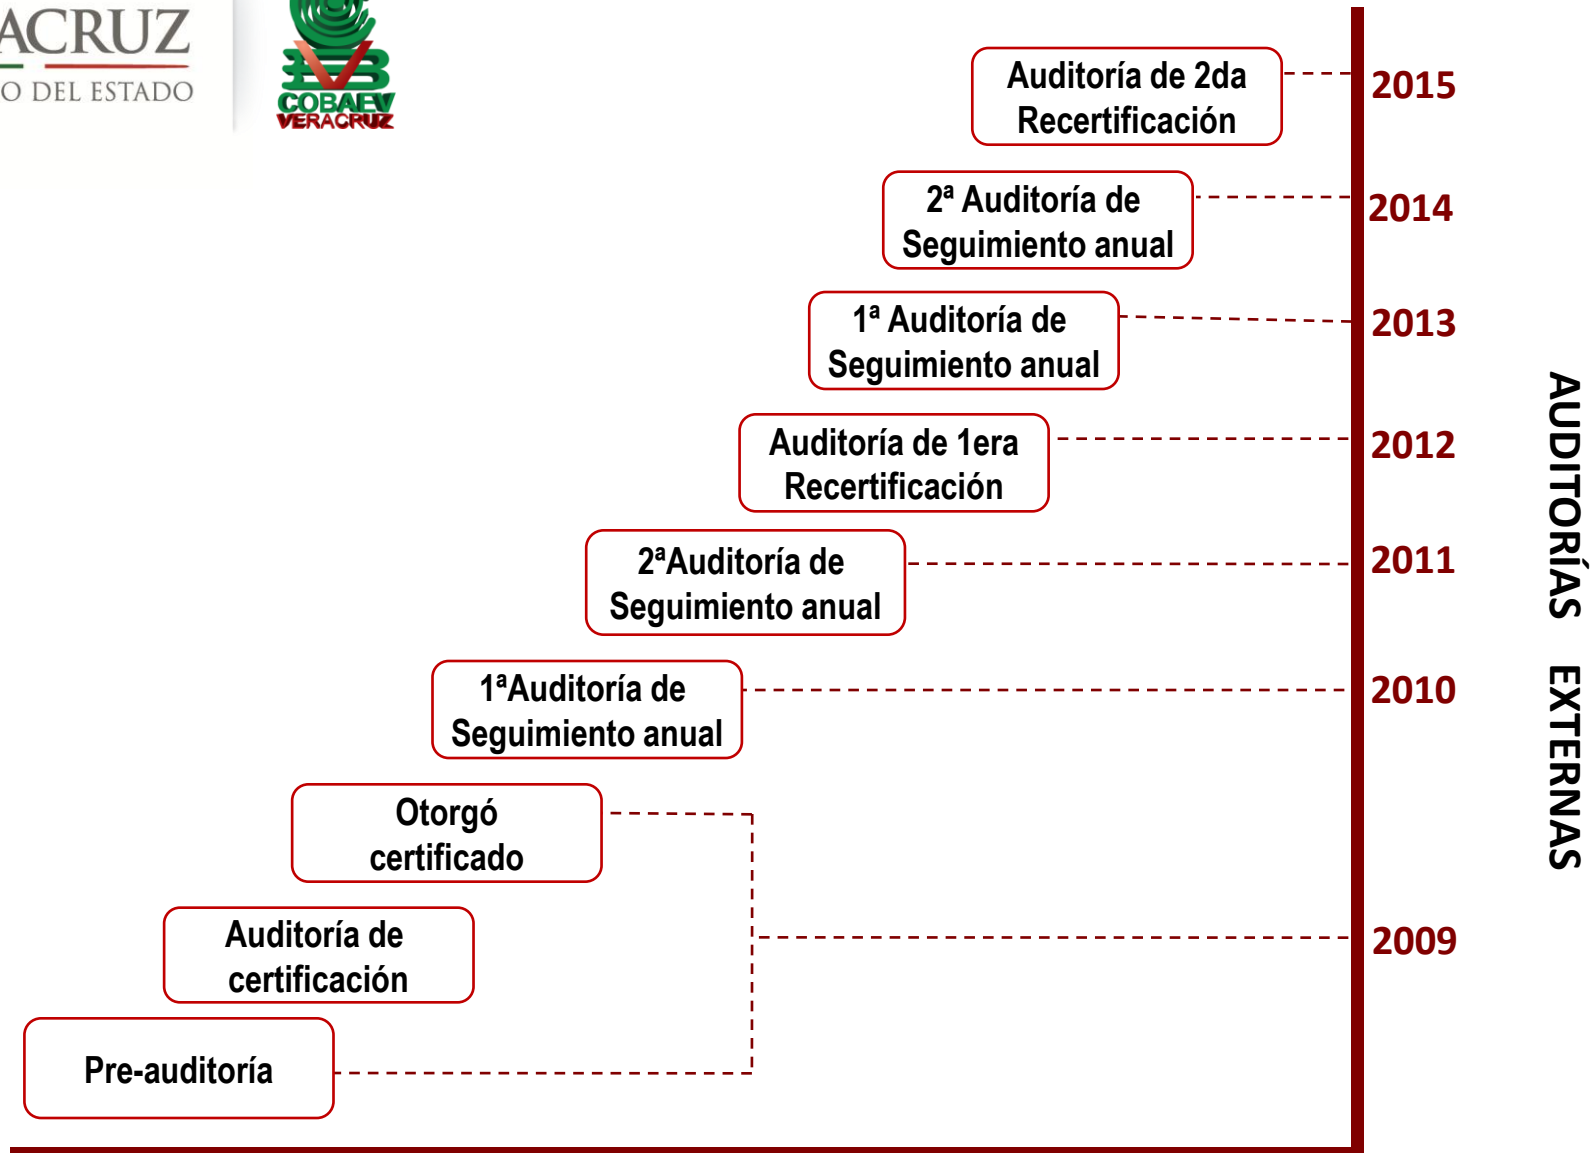 ACRUZ
O DEL ESTADO
COBAEV
VERACRUZ
Auditoría de 2da
Recertificación
2015
2ª Auditoría de
Seguimiento anual
2014
1ª Auditoría de
Seguimiento anual
2013
Auditoría de 1era
Recertificación
2012
2ªAuditoría de
Seguimiento anual
2011
1ªAuditoría de
Seguimiento anual
2010
Otorgó
certificado
Auditoría de
certificación
2009
Pre-auditoría
AUDITORÍAS EXTERNAS